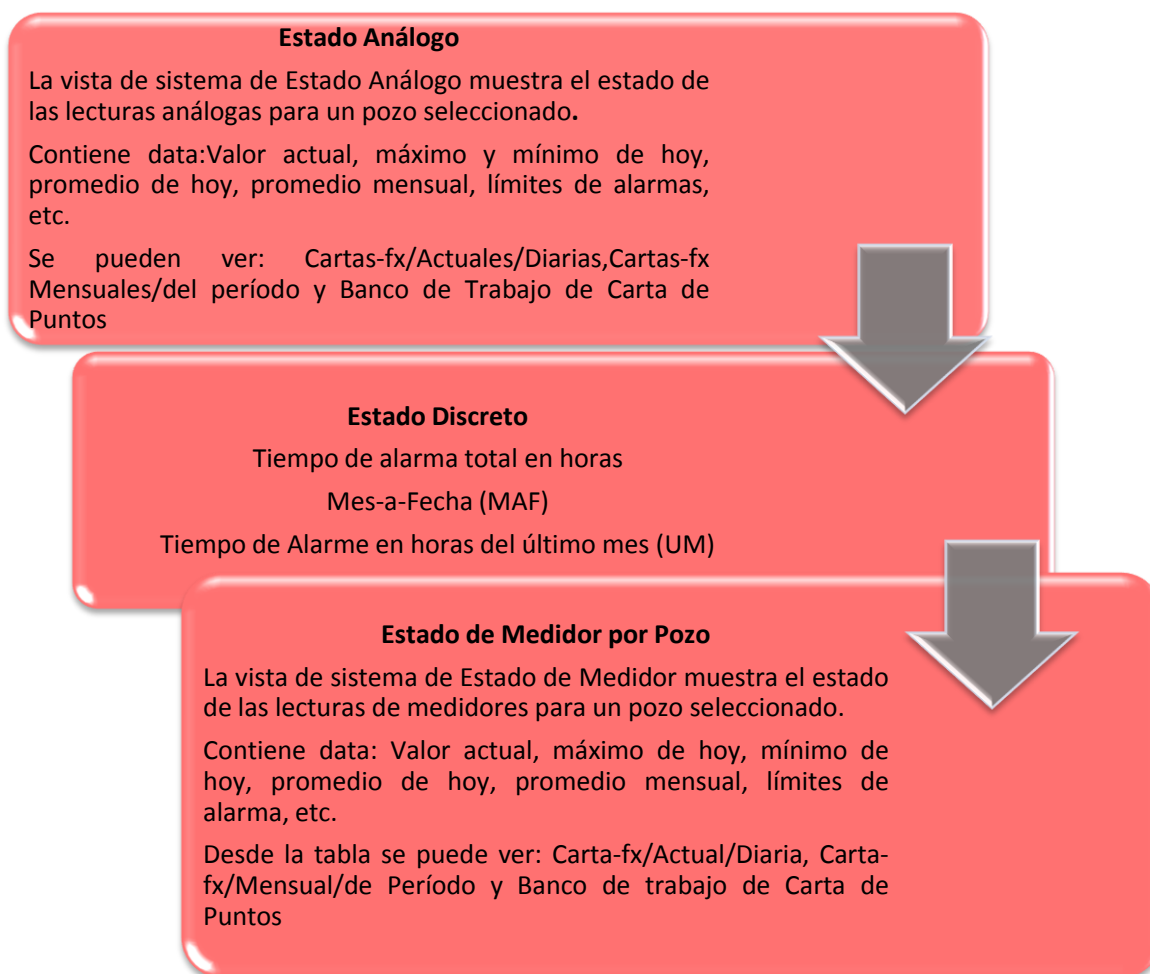 Estado Análogo
La vista de sistema de Estado Análogo muestra el estado de
las lecturas análogas para un pozo seleccionado.
Contiene data:Valor actual, máximo y mínimo de hoy,
promedio de hoy, promedio mensual, límites de alarmas,
etc.
Se pueden ver: Cartas-fx/Actuales/Diarias,Cartas-fx
Mensuales/del período y Banco de Trabajo de Carta de
Puntos
Estado Discreto
Tiempo de alarma total en horas
Mes-a-Fecha (MAF)
Tiempo de Alarme en horas del último mes (UM)
Estado de Medidor por Pozo
La vista de sistema de Estado de Medidor muestra el estado
de las lecturas de medidores para un pozo seleccionado.
Contiene data: Valor actual, máximo de hoy, mínimo de
hoy, promedio de hoy, promedio mensual, límites de
alarma, etc.
Desde la tabla se puede ver: Carta-fx/Actual/Diaria, Carta-
fx/Mensual/de Período y Banco de trabajo de Carta de
Puntos